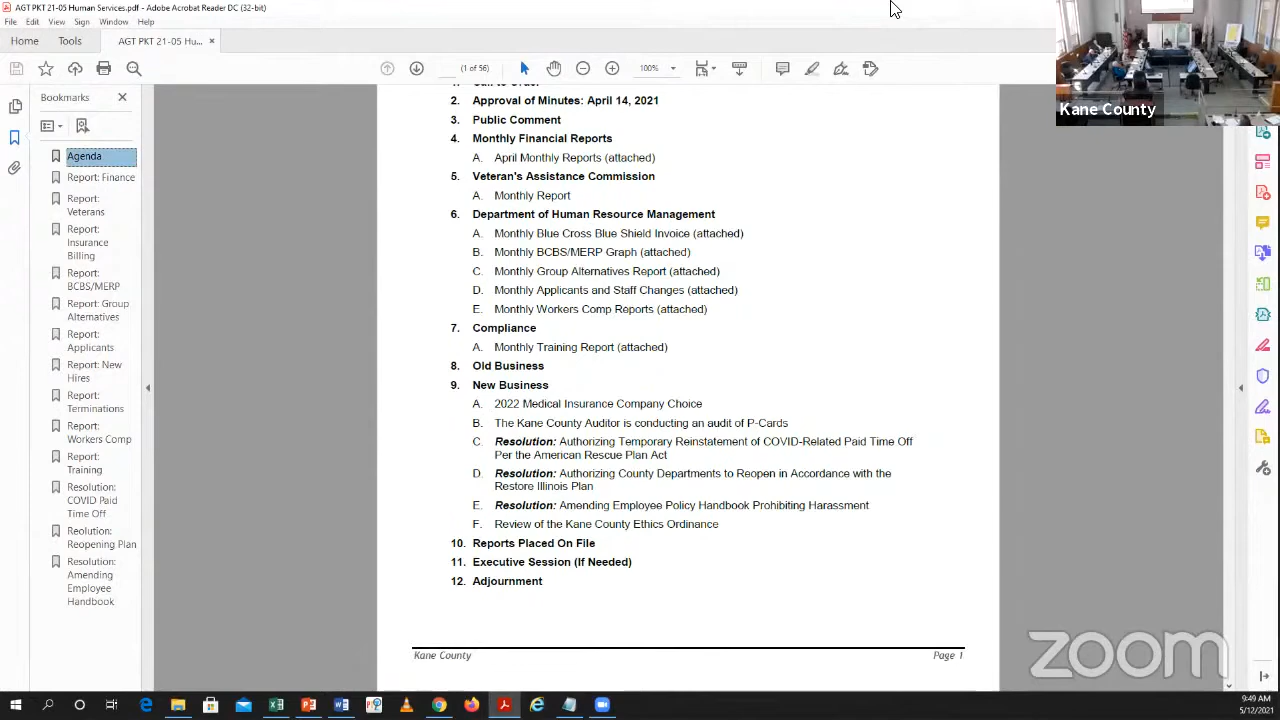 AGT PKT 21-05 Human Services.pdf - Adobe Acrobat Reader DC (32-bit)
File Edit View Sign Window Help
Home Tools AGT PKT 21-05 Hu... ×
(1 of 56) 100%
Bookmarks
Agenda
Report: Finance
Report:
Veterans
Report:
Insurance
Billing
Report:
BCBS/MERP
Report: Group
Alternatives
Report:
Applicants
Report: New
Hires
Report:
Terminations
Report:
Workers Comp
Report:
Training
Resolution:
COVID Paid
Time Off
Reolution:
Reopening Plan
Resolution:
Amending
Employee
Handbook
1. Call to Order
2. Approval of Minutes: April 14, 2021
3. Public Comment
4. Monthly Financial Reports
A. April Monthly Reports (attached)
5. Veteran's Assistance Commission
A. Monthly Report
6. Department of Human Resource Management
A. Monthly Blue Cross Blue Shield Invoice (attached)
B. Monthly BCBS/MERP Graph (attached)
C. Monthly Group Alternatives Report (attached)
D. Monthly Applicants and Staff Changes (attached)
E. Monthly Workers Comp Reports (attached)
7. Compliance
A. Monthly Training Report (attached)
8. Old Business
9. New Business
A. 2022 Medical Insurance Company Choice
B. The Kane County Auditor is conducting an audit of P-Cards
C. Resolution: Authorizing Temporary Reinstatement of COVID-Related Paid Time Off
Per the American Rescue Plan Act
D. Resolution: Authorizing County Departments to Reopen in Accordance with the
Restore Illinois Plan
E. Resolution: Amending Employee Policy Handbook Prohibiting Harassment
F. Review of the Kane County Ethics Ordinance
10. Reports Placed On File
11. Executive Session (If Needed)
12. Adjournment
Kane County Page 1
Kane County
zoom
9:49 AM
5/12/2021